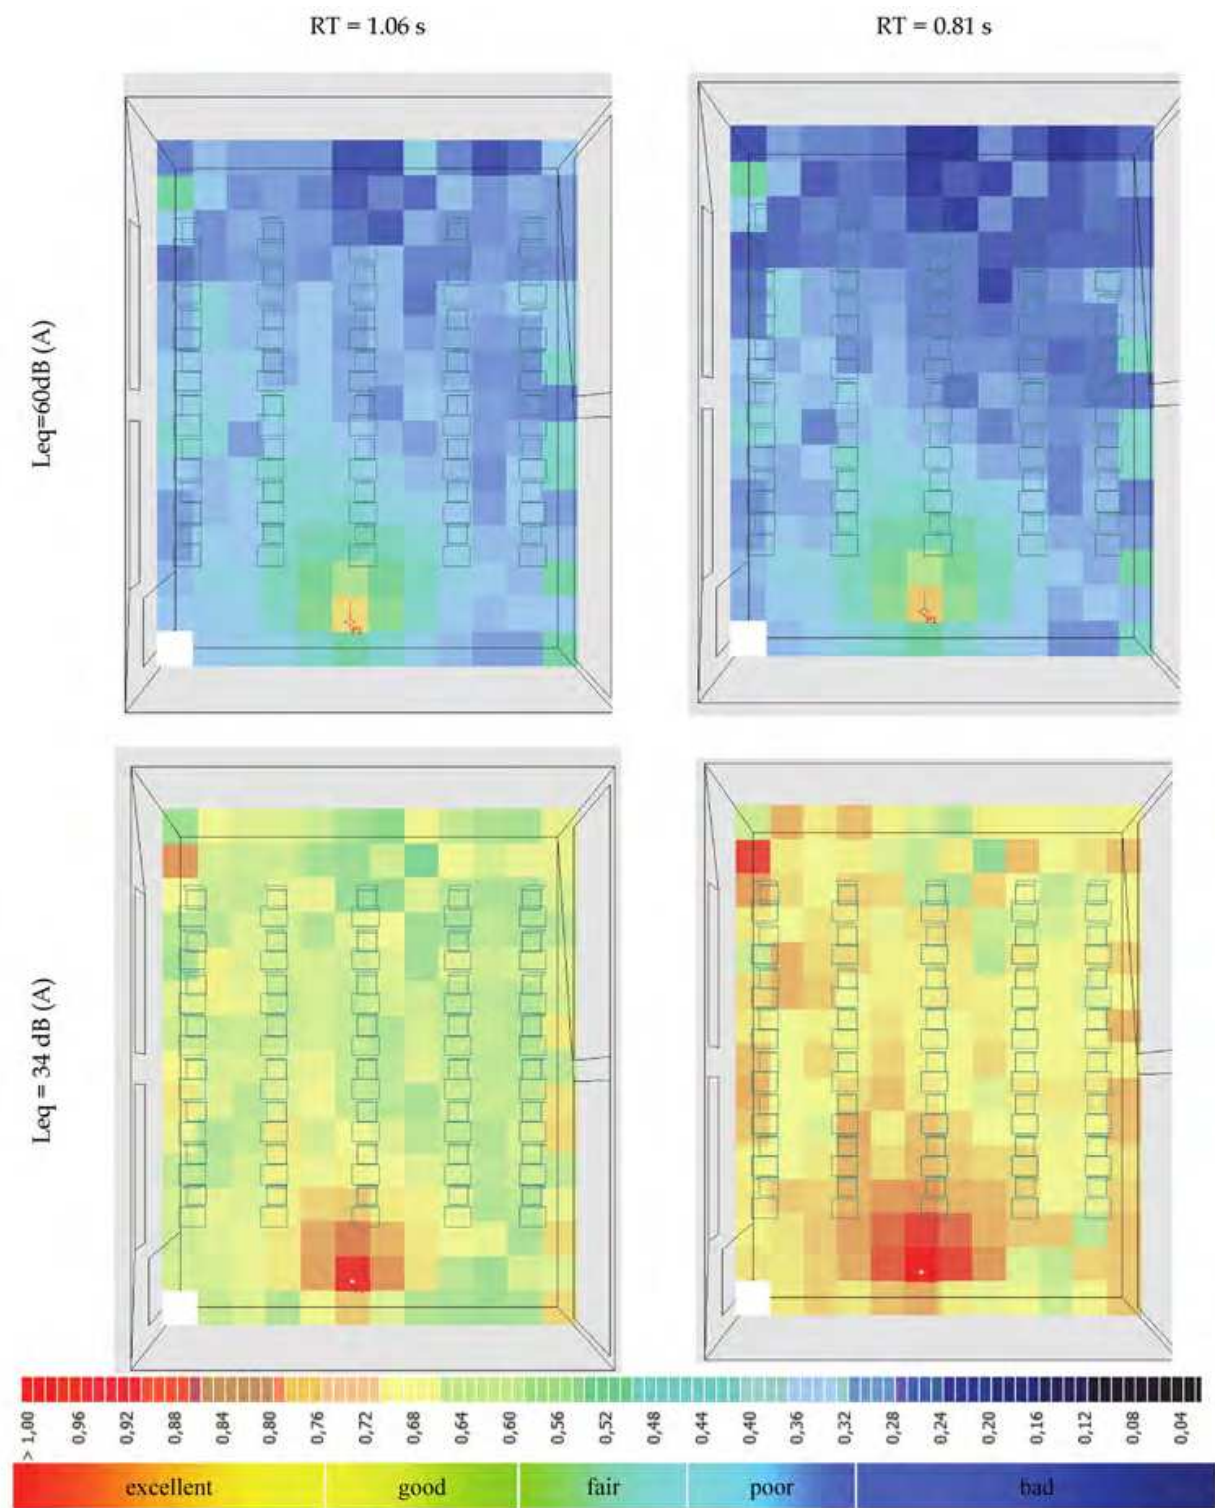 RT = 1.06 s
RT = 0.81 s
Leq=60dB (A)
Leq = 34 dB (A)
> 1,00 0,96 0,92 0,88 0,84 0,80 0,76 0,72 0,68 0,64 0,60 0,56 0,52 0,48 0,44 0,40 0,36 0,32 0,28 0,24 0,20 0,16 0,12 0,08 0,04
excellent good fair poor bad